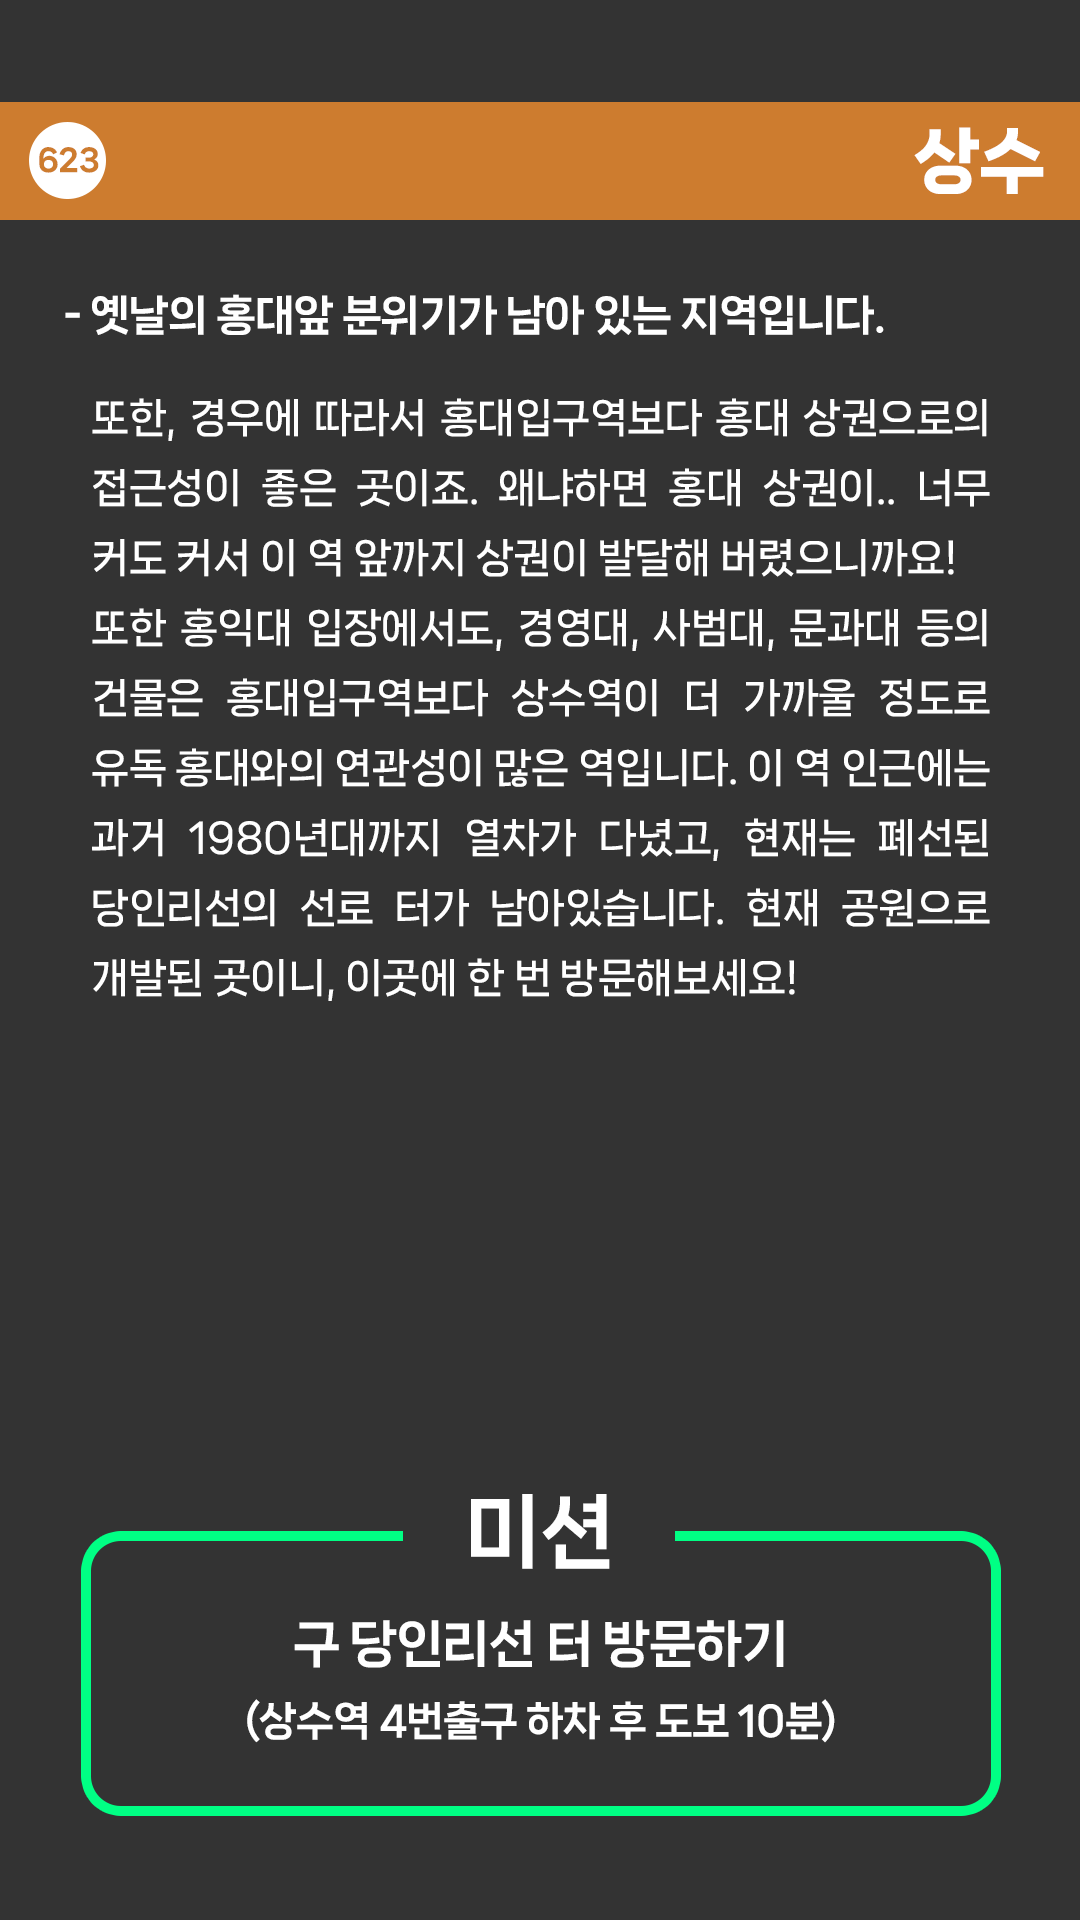 623
상수
- 옛날의 홍대앞 분위기가 남아 있는 지역입니다.
또한, 경우에 따라서 홍대입구역보다 홍대 상권으로의
접근성이 좋은 곳이죠. 왜냐하면 홍대 상권이.. 너무
커도 커서 이 역 앞까지 상권이 발달해 버렸으니까요!
또한 홍익대 입장에서도, 경영대, 사범대, 문과대 등의
건물은 홍대입구역보다 상수역이 더 가까울 정도로
유독 홍대와의 연관성이 많은 역입니다. 이 역 인근에는
과거 1980년대까지 열차가 다녔고, 현재는 폐선된
당인리선의 선로 터가 남아있습니다. 현재 공원으로
개발된 곳이니, 이곳에 한 번 방문해보세요!
미션
구 당인리선 터 방문하기
(상수역 4번출구 하차 후 도보 10분)